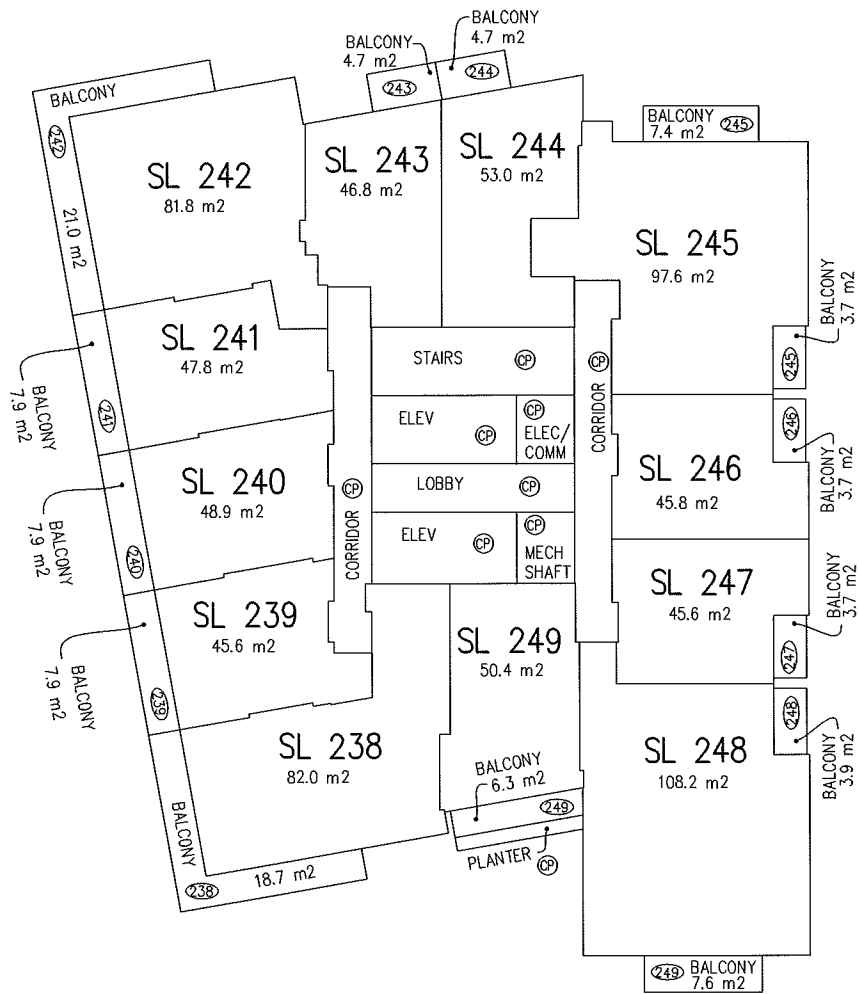 BALCONY
4.7 m2
BALCONY
4.7 m2
243
244
BALCONY
242
21.0 m2
SL 242
81.8 m2
SL 243
46.8 m2
SL 244
53.0 m2
BALCONY
7.4 m2
245
SL 245
97.6 m2
BALCONY
3.7 m2
245
SL 241
47.8 m2
BALCONY
7.9 m2
241
STAIRS
CP
CORRIDOR
CP
ELEV
CP
CP
ELEC/
COMM
246
SL 246
45.8 m2
BALCONY
3.7 m2
SL 240
48.9 m2
BALCONY
7.9 m2
240
CP
CORRIDOR
LOBBY
CP
ELEV
CP
CP
MECH
SHAFT
SL 247
45.6 m2
BALCONY
3.7 m2
247
SL 239
45.6 m2
BALCONY
7.9 m2
239
SL 249
50.4 m2
248
BALCONY
3.9 m2
SL 238
82.0 m2
SL 248
108.2 m2
BALCONY
6.3 m2
249
PLANTER
CP
BALCONY
238
18.7 m2
249
BALCONY
7.6 m2